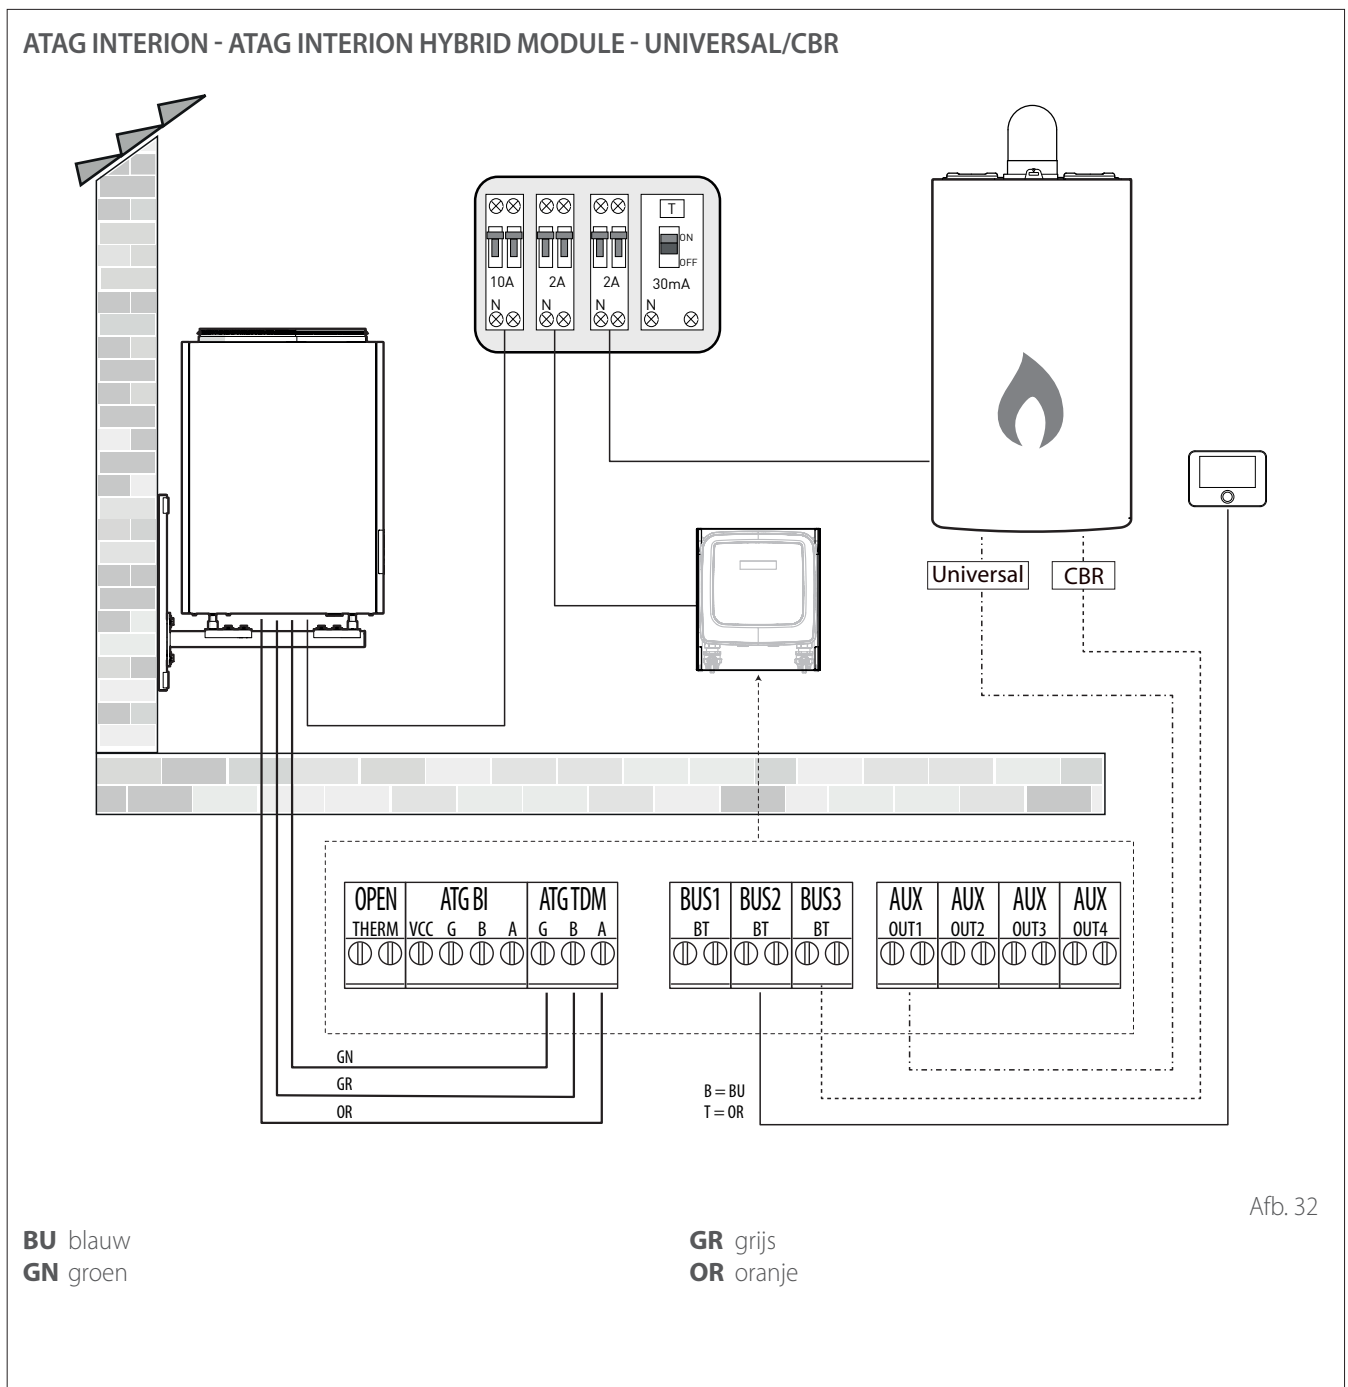 ATAG INTERION - ATAG INTERION HYBRID MODULE - UNIVERSAL/CBR
T
ON
OFF
10A 2A 2A 30mA
N N N N
Universal CBR
OPEN ATG BI ATG TDM BUS1 BUS2 BUS3 AUX AUX AUX AUX
THERM VCC G B A G B A BT BT BT OUT1 OUT2 OUT3 OUT4
GN
GR
OR
B = BU
T = OR
Afb. 32
BU blauw
GN groen
GR grijs
OR oranje